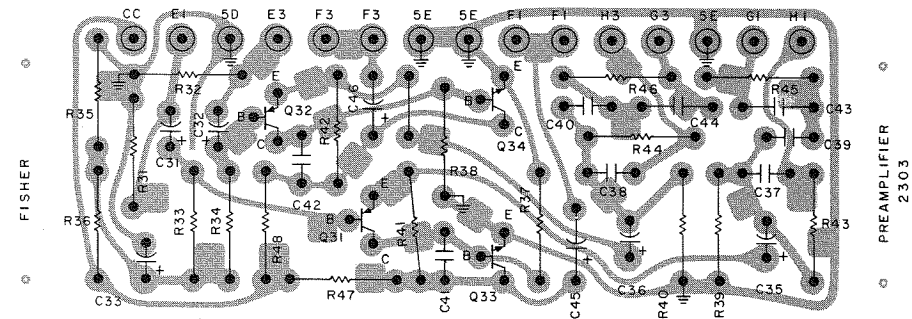 CC E1 5D E3 F3 F3 5E 5E F1 F1 H3 G3 5E G1 H1
E E
R32 R46 R45
R35 C32 Q32 C46 B C43
B R42 C40 C44
C C
C31 Q34 R44 C39
R38
R31 C42 C38 C37
E R37
R36 R33 R34 B R41 E R43
R48 Q31
C B
C33 R47 C41 Q33 C45 C36 R40 R39 C35
FISHER
PREAMPLIFIER
2303